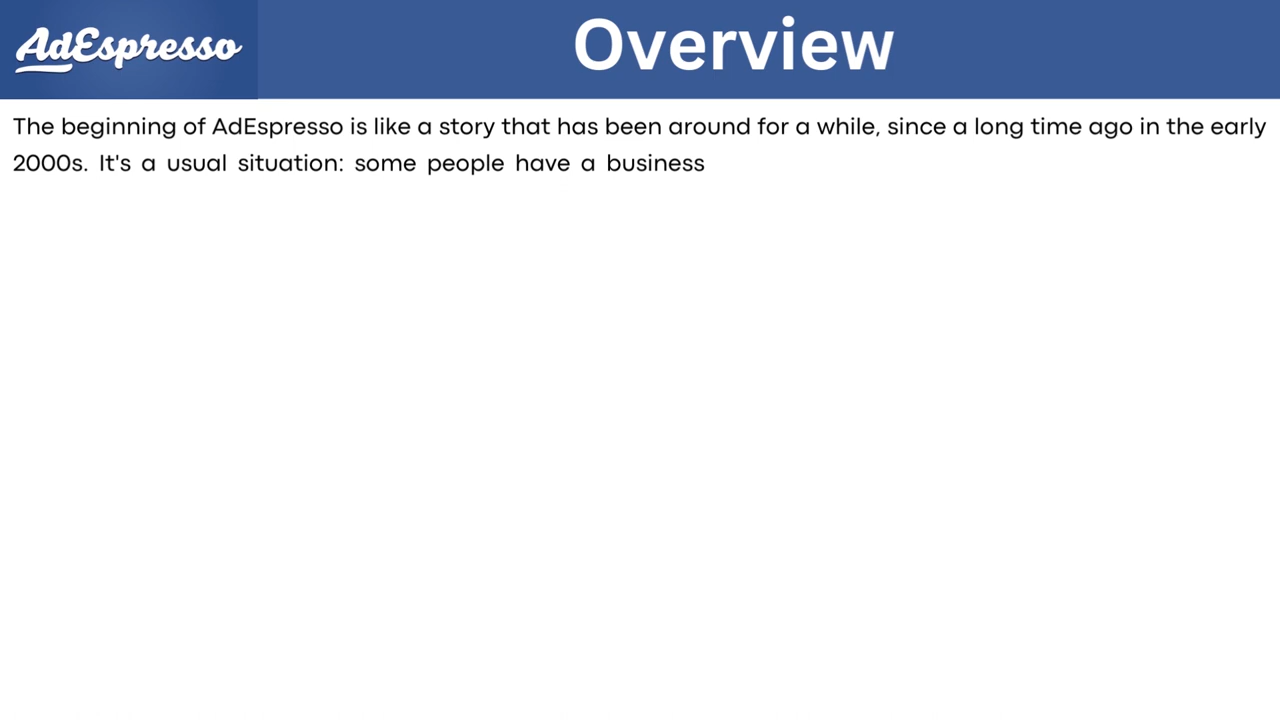 AdEspresso
Overview
The beginning of AdEspresso is like a story that has been around for a while, since a long time ago in the early
2000s. It's a usual situation: some people have a business